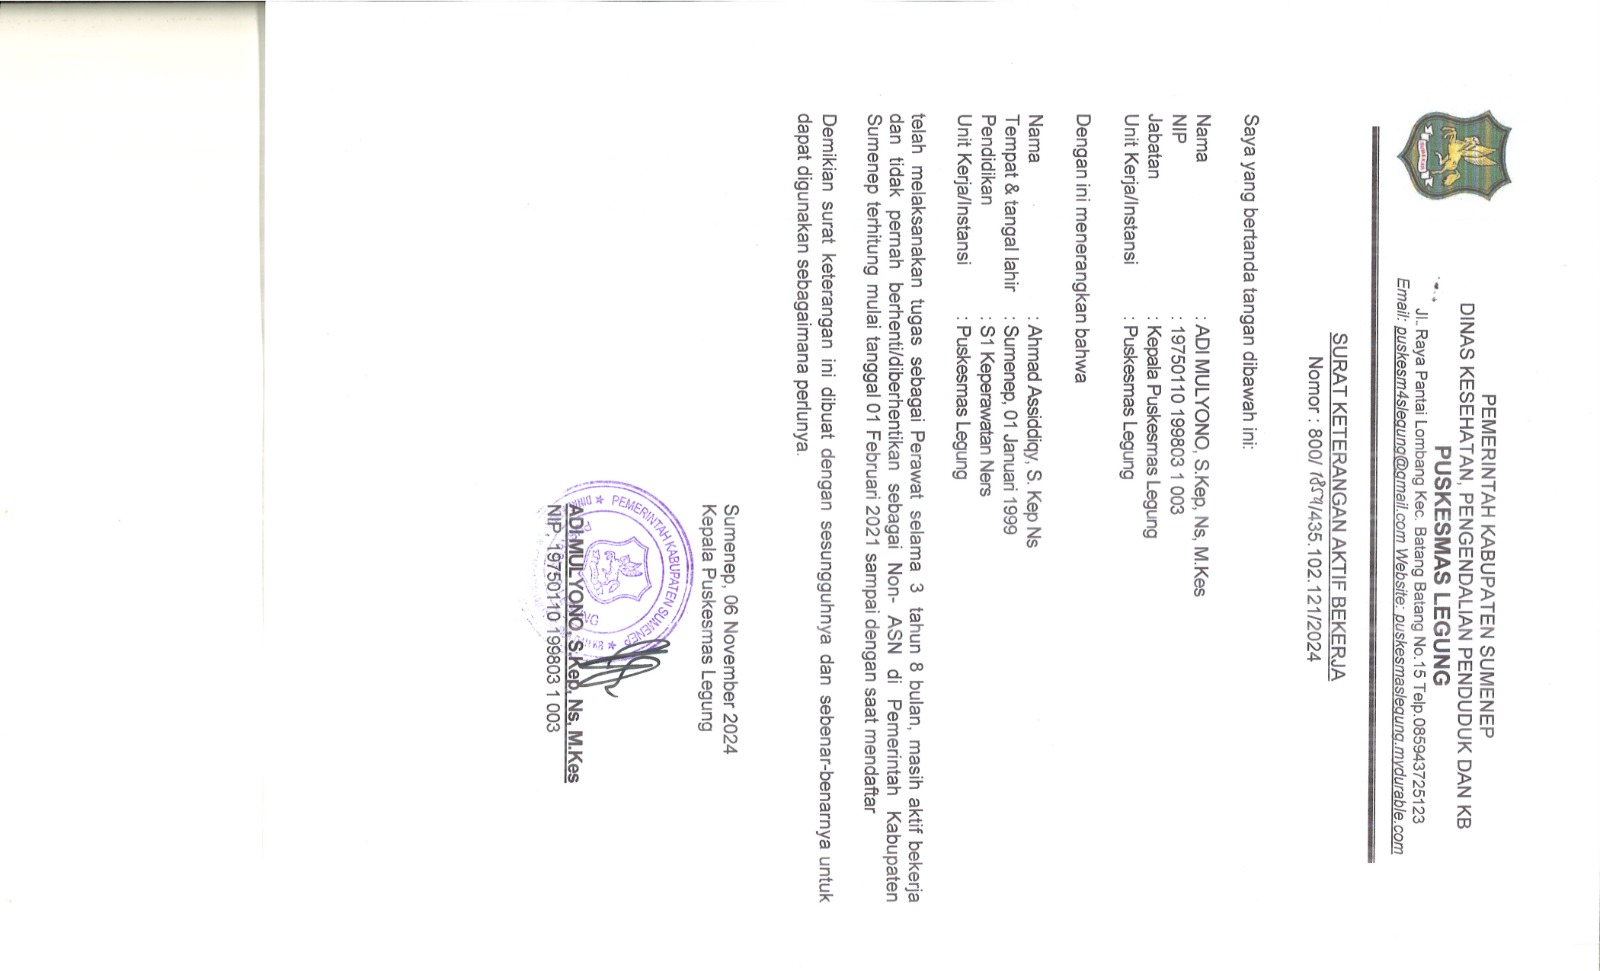 PEMERINTAH KABUPATEN SUMENEP
DINAS KESEHATAN, PENGENDALIAN PENDUDUK DAN KB
PUSKESMAS LEGUNG
Jl. Raya Pantai Lombang Kec. Batang Batang No.15 Telp.085943725123
Email: puskesm4slegung@gmail.com Website: puskesmaslegung.mydurable.com
SURAT KETERANGAN AKTIF BEKERJA
Nomor : 800/ /435.102.121/2024
Saya yang bertanda tangan dibawah ini:
Nama : ADI MULYONO, S.Kep, Ns, M.Kes
NIP : 19750110 199803 1 003
Jabatan : Kepala Puskesmas Legung
Unit Kerja/Instansi : Puskesmas Legung
Dengan ini menerangkan bahwa
Nama : Ahmad Assiddiqy, S. Kep Ns
Tempat & tangal lahir : Sumenep, 01 Januari 1999
Pendidikan : S1 Keperawatan Ners
Unit Kerja/Instansi : Puskesmas Legung
telah melaksanakan tugas sebagai Perawat selama 3 tahun 8 bulan, masih aktif bekerja
dan tidak pernah berhenti/diberhentikan sebagai Non- ASN di Pemerintah Kabupaten
Sumenep terhitung mulai tanggal 01 Februari 2021 sampai dengan saat mendaftar
Demikian surat keterangan ini dibuat dengan sesungguhnya dan sebenar-benarnya untuk
dapat digunakan sebagaimana perlunya.
Sumenep, 06 November 2024
Kepala Puskesmas Legung
PEMERINTAH KABUPATEN SUMENEP
ADI MULYONO, S.Kep, Ns, M.Kes
NIP, 19750110 199803 1 003